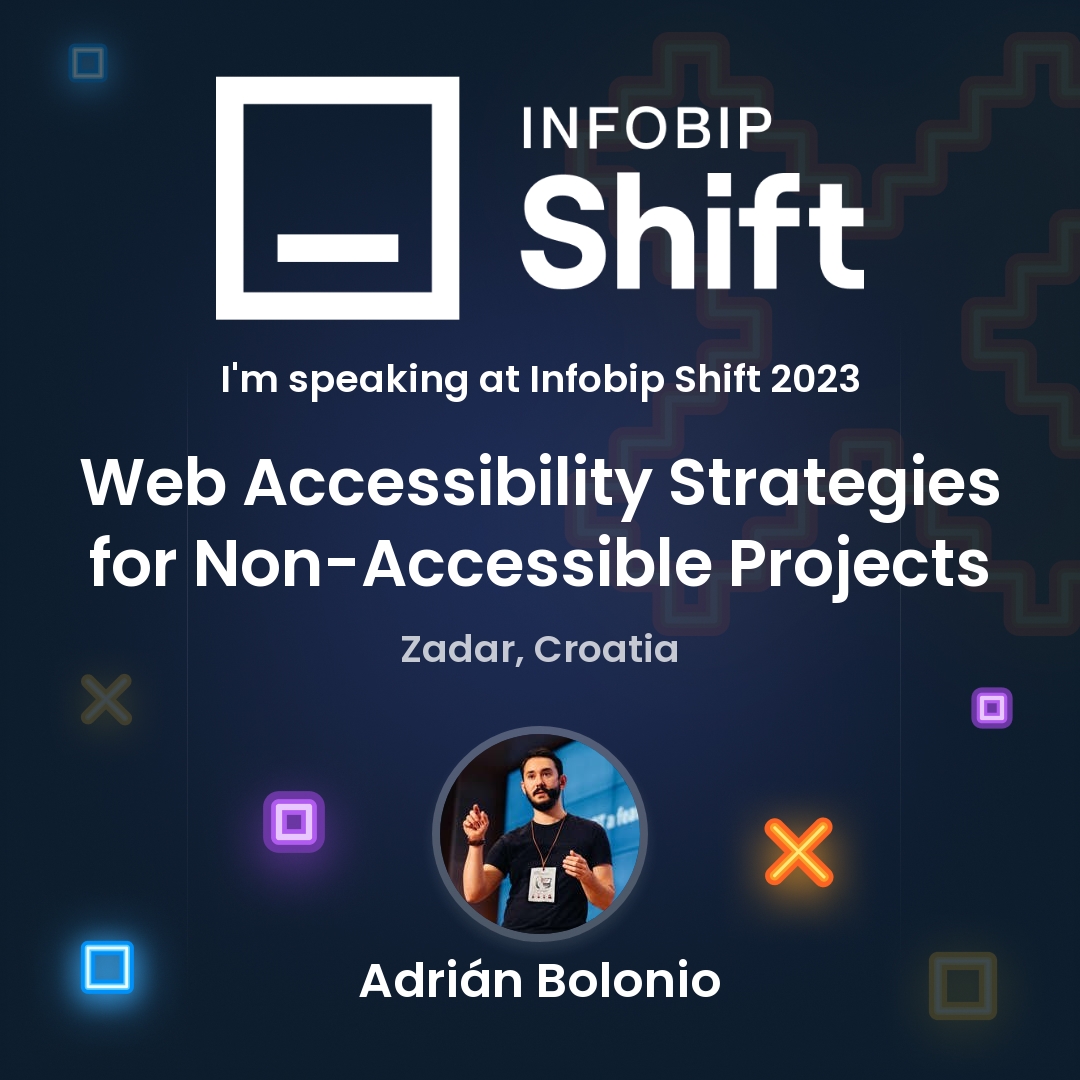 INFOBIP
Shift
I'm speaking at Infobip Shift 2023
Web Accessibility Strategies
for Non-Accessible Projects
Zadar, Croatia
Adrián Bolonio